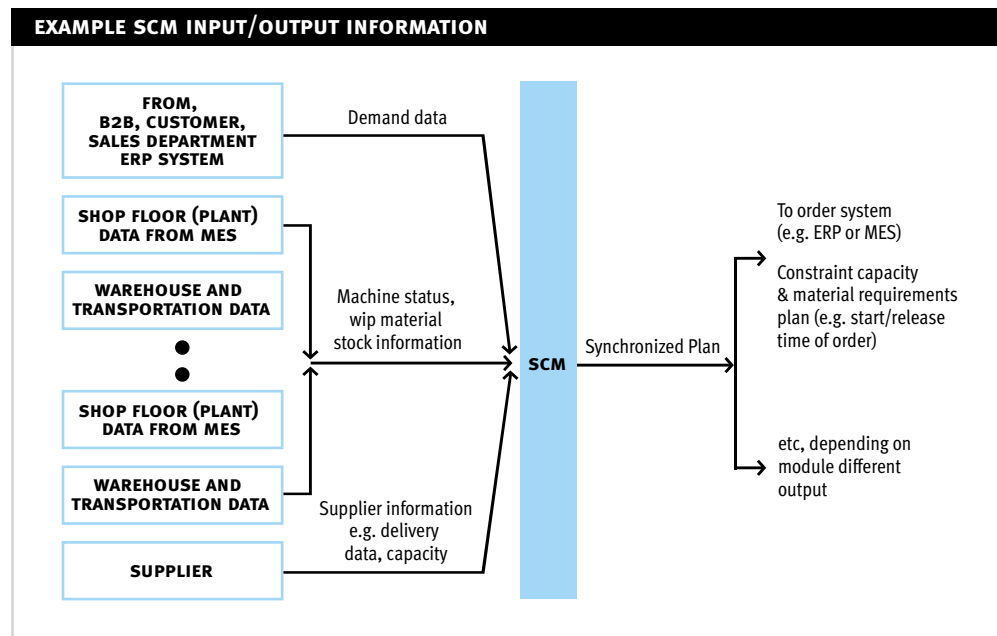 EXAMPLE SCM INPUT/OUTPUT INFORMATION
FROM,
B2B, CUSTOMER,
SALES DEPARTMENT
ERP SYSTEM
Demand data
SHOP FLOOR (PLANT)
DATA FROM MES
WAREHOUSE AND
TRANSPORTATION DATA
SHOP FLOOR (PLANT)
DATA FROM MES
WAREHOUSE AND
TRANSPORTATION DATA
SUPPLIER
Machine status,
wip material
stock information
Supplier information
e.g. delivery
data, capacity
SCM
Synchronized Plan
To order system
(e.g. ERP or MES)
Constraint capacity
& material requirements
plan (e.g. start/release
time of order)
etc, depending on
module different
output